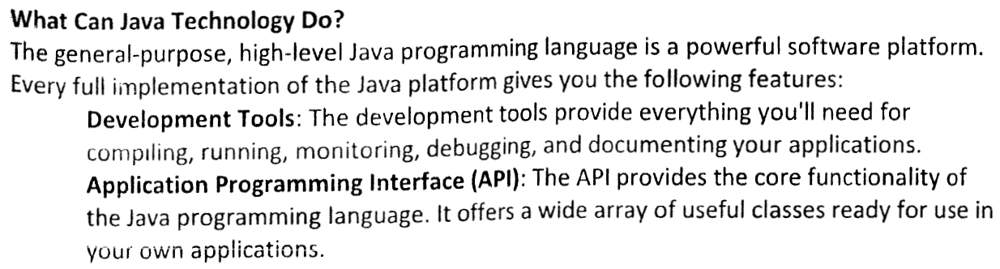 What Can Java Technology Do?
The general-purpose, high-level Java programming language is a powerful software platform.
Every full implementation of the Java platform gives you the following features:
Development Tools: The development tools provide everything you'll need for
compiling, running, monitoring, debugging, and documenting your applications.
Application Programming Interface (API): The API provides the core functionality of
the Java programming language. It offers a wide array of useful classes ready for use in
your own applications.